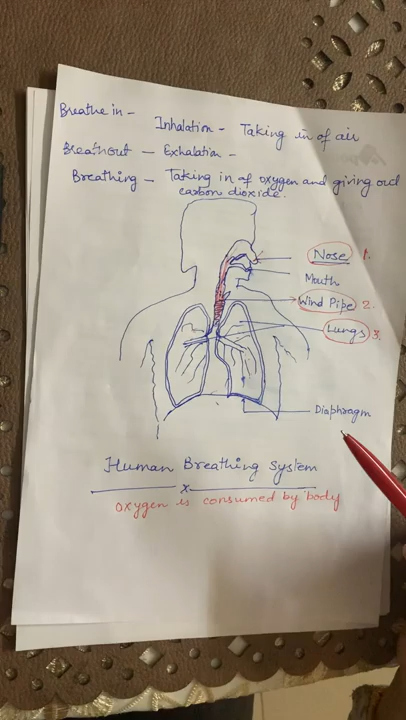 Breathe in -
Inhalation - Taking in of air
Breathout - Exhalation -
Breathing - Taking in of oxygen and giving out
carbon dioxide.
Nose 1.
Mouth
Wind Pipe 2.
Lungs 3.
Diaphragm
Human Breathing System
x
oxygen is consumed by body